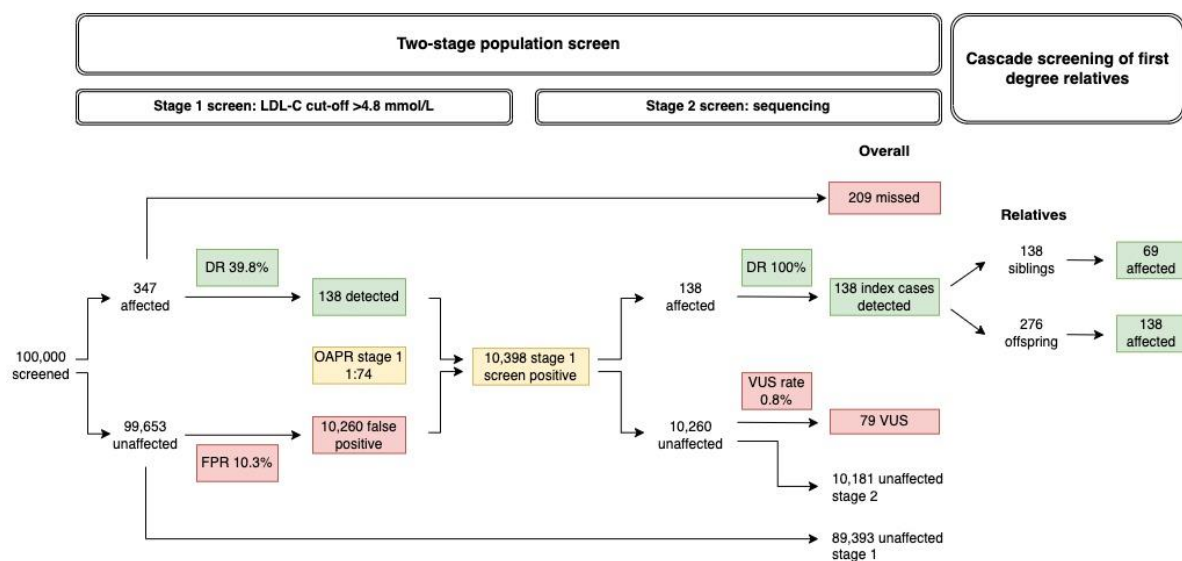 Two-stage population screen
Cascade screening of first
degree relatives
Stage 1 screen: LDL-C cut-off >4.8 mmol/L
Stage 2 screen: sequencing
Overall
209 missed
Relatives
DR 39.8%
DR 100%
138
siblings
69
affected
347
affected
138 detected
138
affected
138 index cases
detected
276
offspring
138
affected
100,000
screened
OAPR stage 1
1:74
10,398 stage 1
screen positive
VUS rate
0.8%
99,653
unaffected
10,260 false
positive
10,260
unaffected
79 VUS
FPR 10.3%
10,181 unaffected
stage 2
89,393 unaffected
stage 1